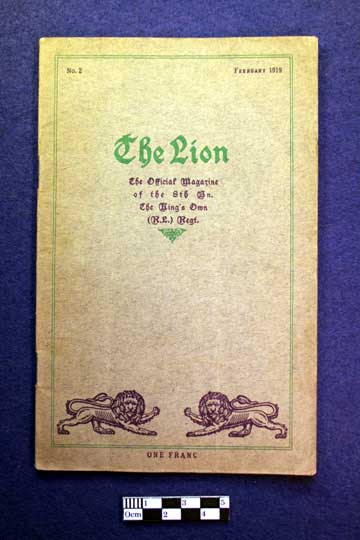 No. 2 February 1919
The Lion
The Official Magazine
of the 8th Bn.
The King's Own
(R.L.) Regt.
ONE FRANC
1 3 5
0cm 2 4